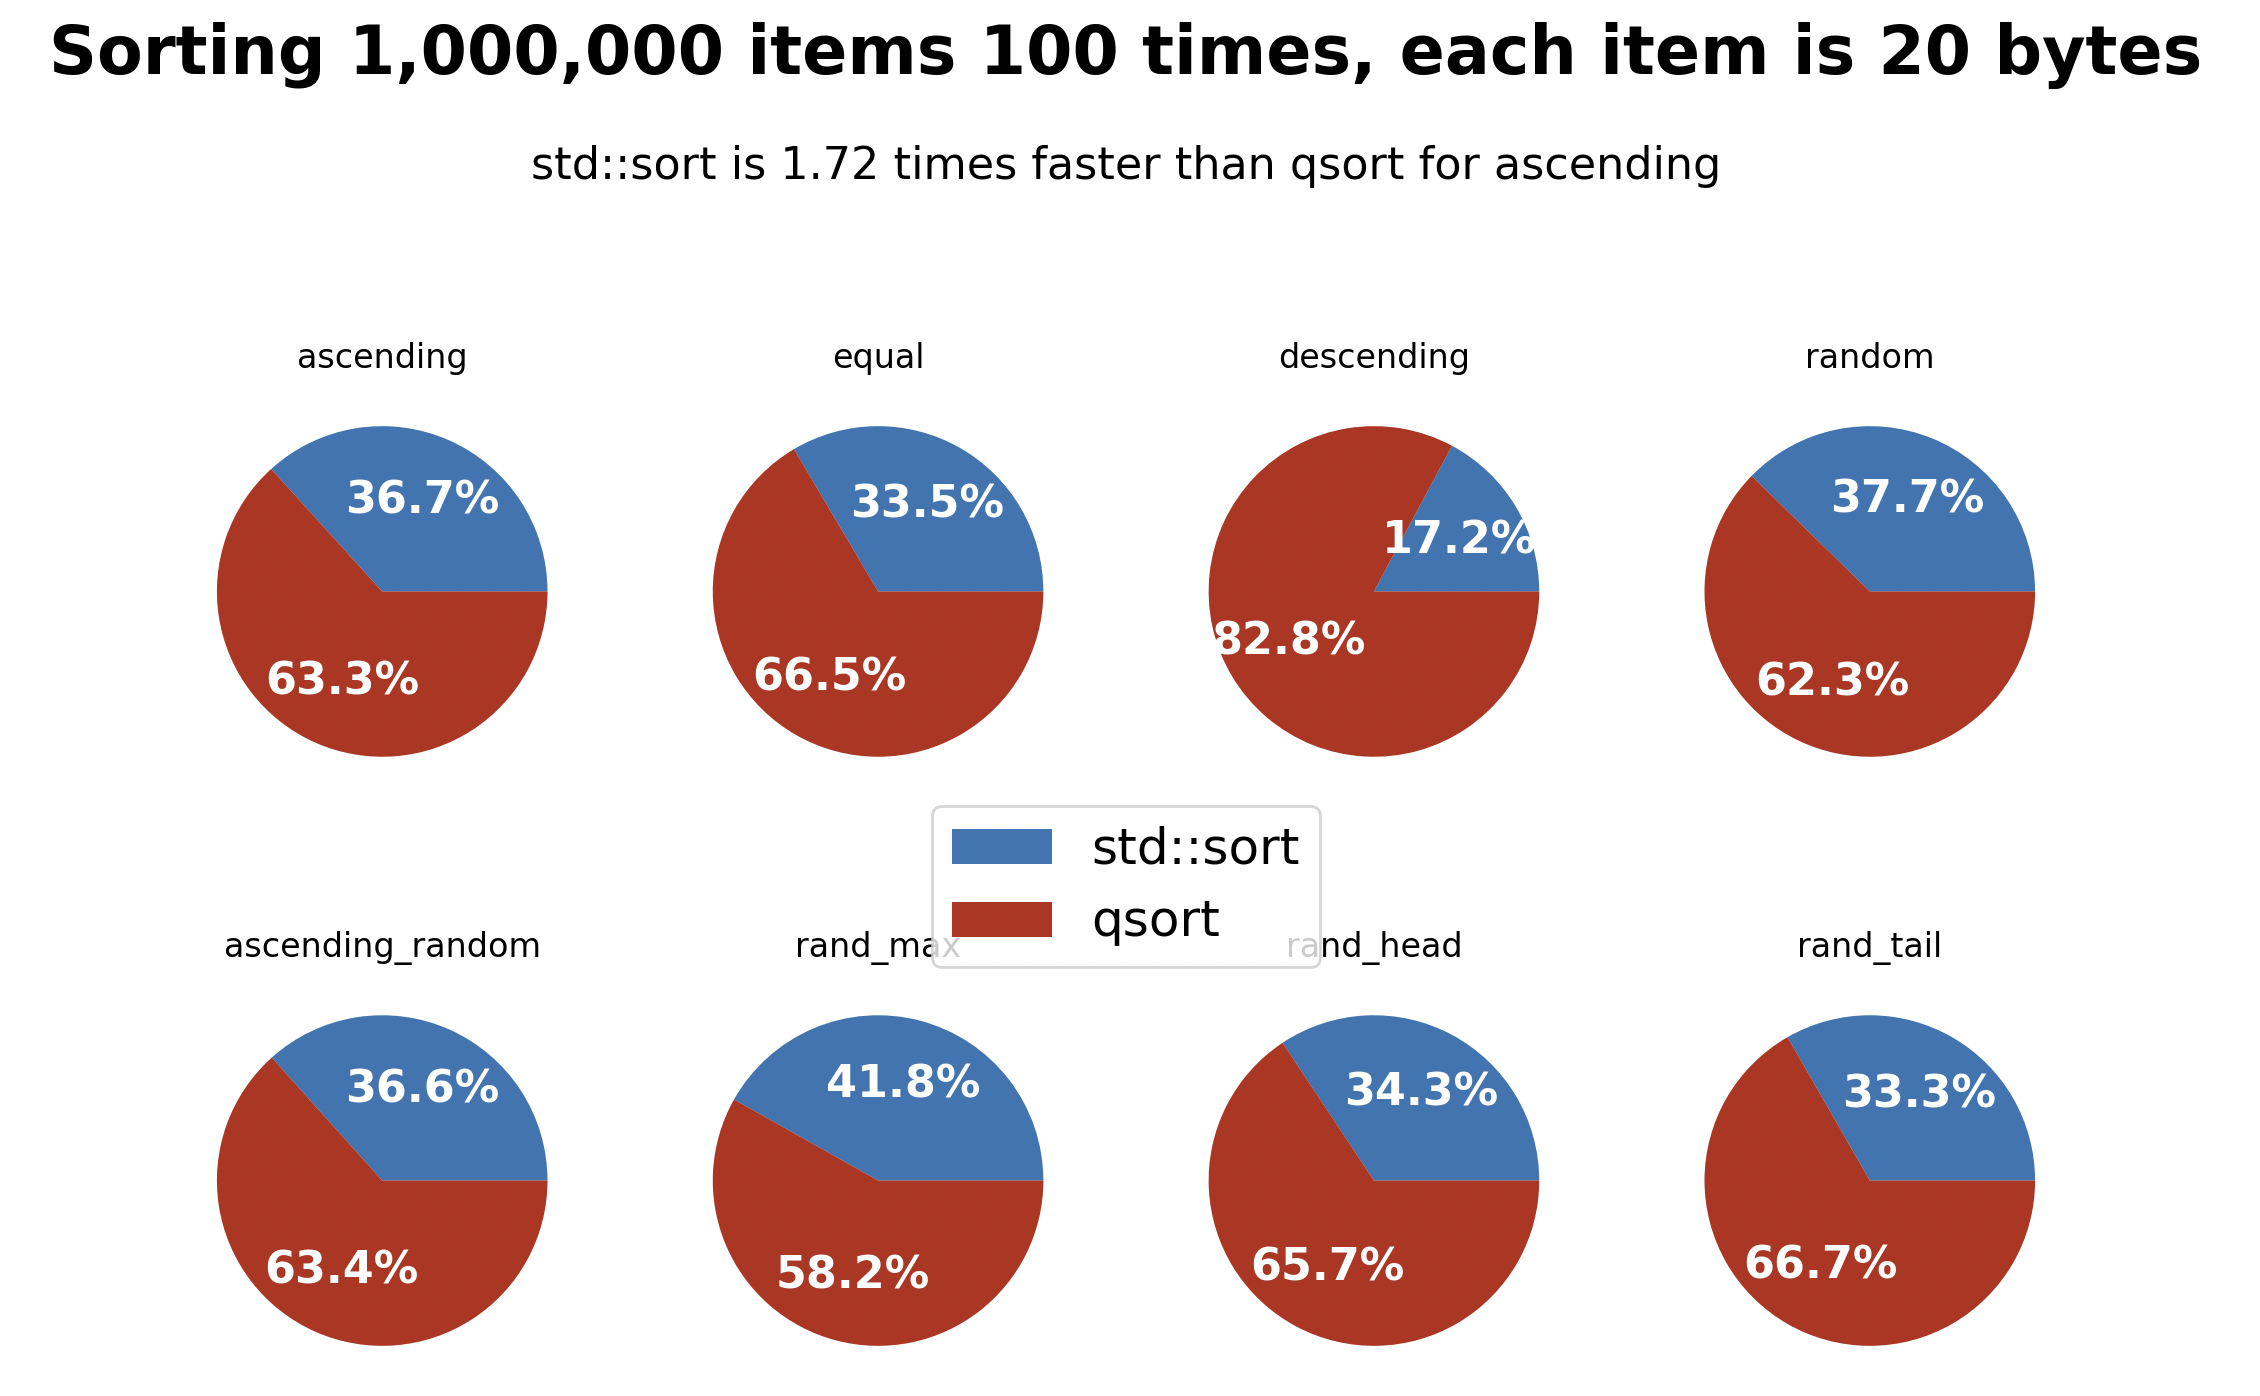 Sorting 1,000,000 items 100 times, each item is 20 bytes
std::sort is 1.72 times faster than qsort for ascending
ascending
equal
descending
random
36.7%
63.3%
33.5%
66.5%
17.2%
82.8%
37.7%
62.3%
std::sort
qsort
ascending_random
rand_max
rand_head
rand_tail
36.6%
63.4%
41.8%
58.2%
34.3%
65.7%
33.3%
66.7%